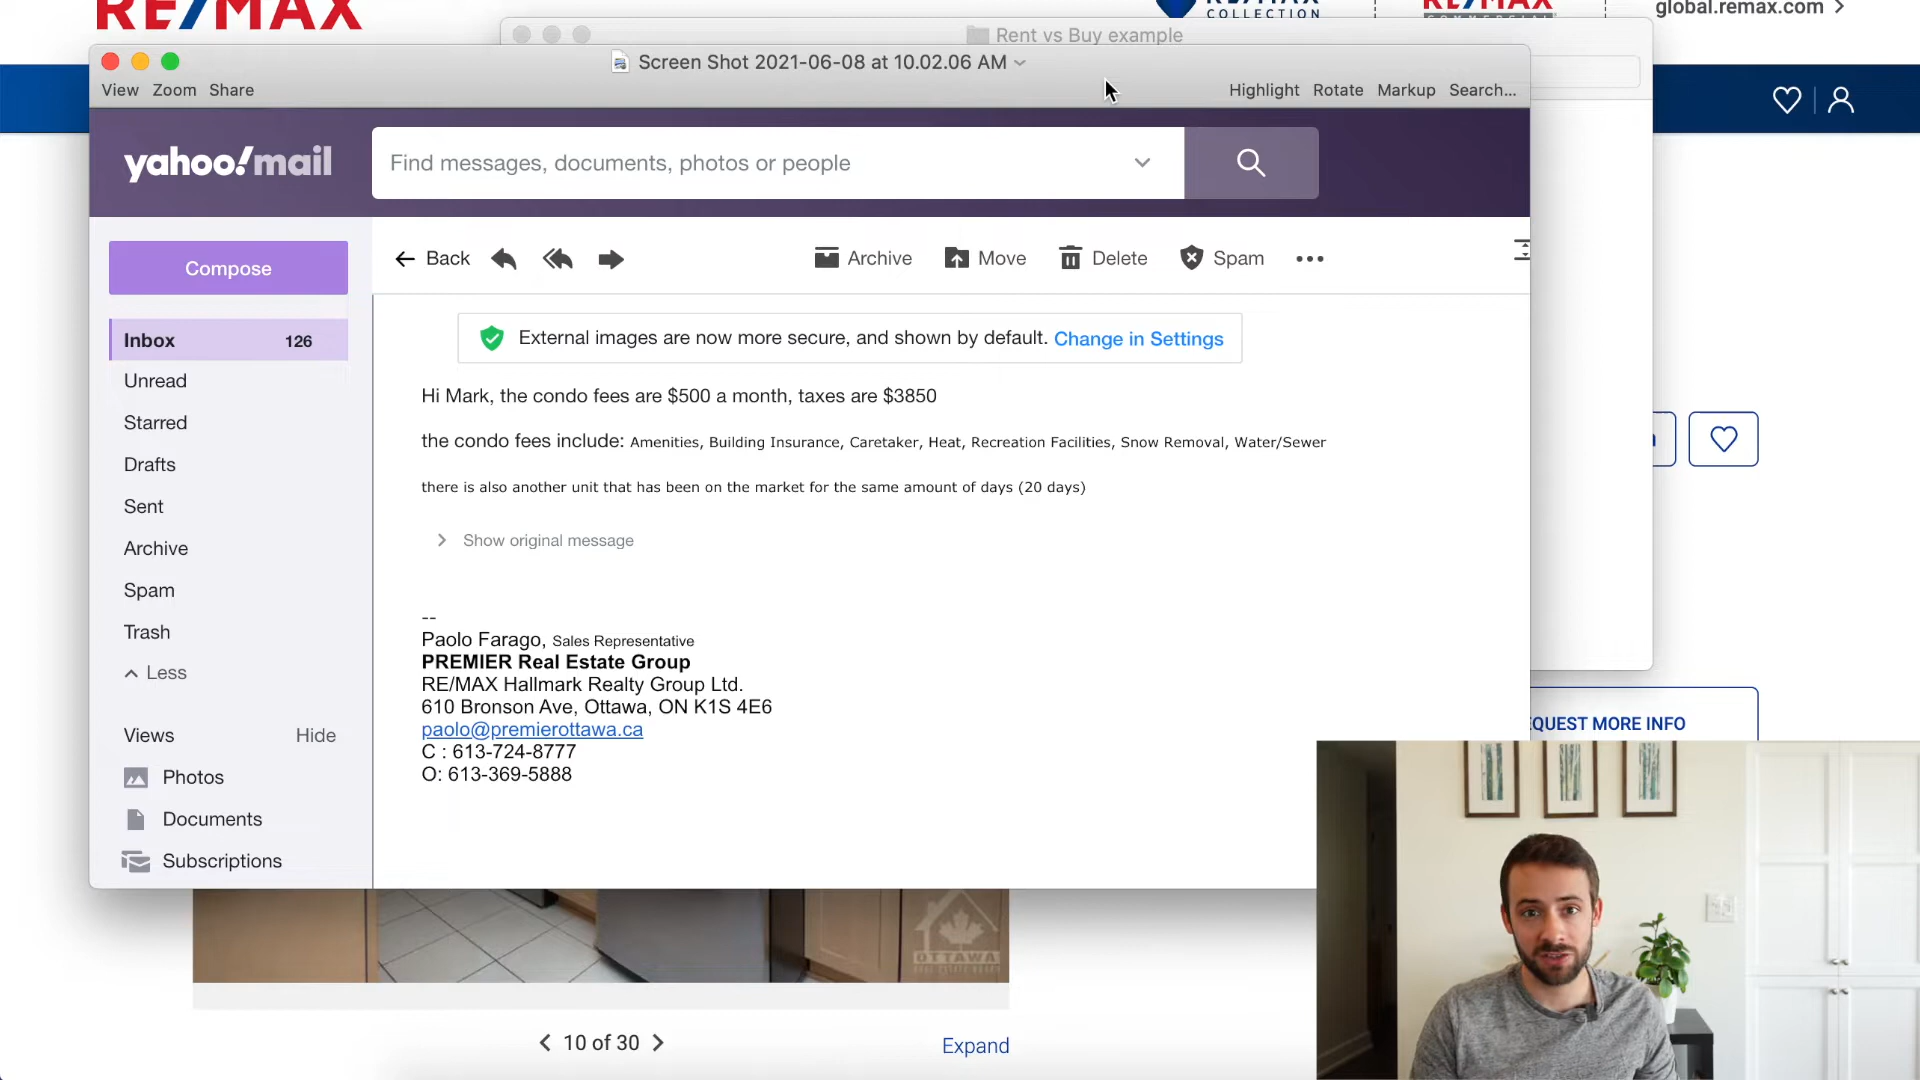 RE/MAX
RE/MAX
COLLECTION
RE/MAX
COMMERCIAL
global.remax.com
Rent vs Buy example
Screen Shot 2021-06-08 at 10.02.06 AM
View Zoom Share
Highlight Rotate Markup Search...
yahoo!mail
Find messages, documents, photos or people
Compose
Back
Archive
Move
Delete
Spam
External images are now more secure, and shown by default. Change in Settings
Inbox 126
Unread
Starred
Drafts
Sent
Archive
Spam
Trash
Less
Views Hide
Photos
Documents
Subscriptions
Hi Mark, the condo fees are $500 a month, taxes are $3850
the condo fees include: Amenities, Building Insurance, Caretaker, Heat, Recreation Facilities, Snow Removal, Water/Sewer
there is also another unit that has been on the market for the same amount of days (20 days)
Show original message
--
Paolo Farago, Sales Representative
PREMIER Real Estate Group
RE/MAX Hallmark Realty Group Ltd.
610 Bronson Ave, Ottawa, ON K1S 4E6
paolo@premierottawa.ca
C : 613-724-8777
O: 613-369-5888
QUEST MORE INFO
OTTAWA
10 of 30
Expand